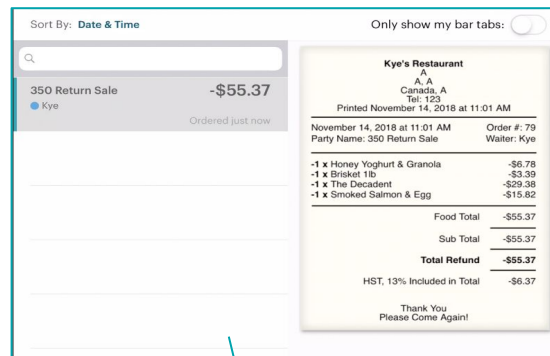 Sort By: Date & Time
Only show my bar tabs:
350 Return Sale -$55.37
Kye
Ordered just now
Kye's Restaurant
A
A, A
Canada, A
Tel: 123
Printed November 14, 2018 at 11:01 AM
November 14, 2018 at 11:01 AM Order #: 79
Party Name: 350 Return Sale Waiter: Kye
-1 x Honey Yoghurt & Granola -$6.78
-1 x Brisket 1lb -$3.39
-1 x The Decadent -$29.38
-1 x Smoked Salmon & Egg -$15.82
Food Total -$55.37
Sub Total -$55.37
Total Refund -$55.37
HST, 13% Included in Total -$6.37
Thank You
Please Come Again!